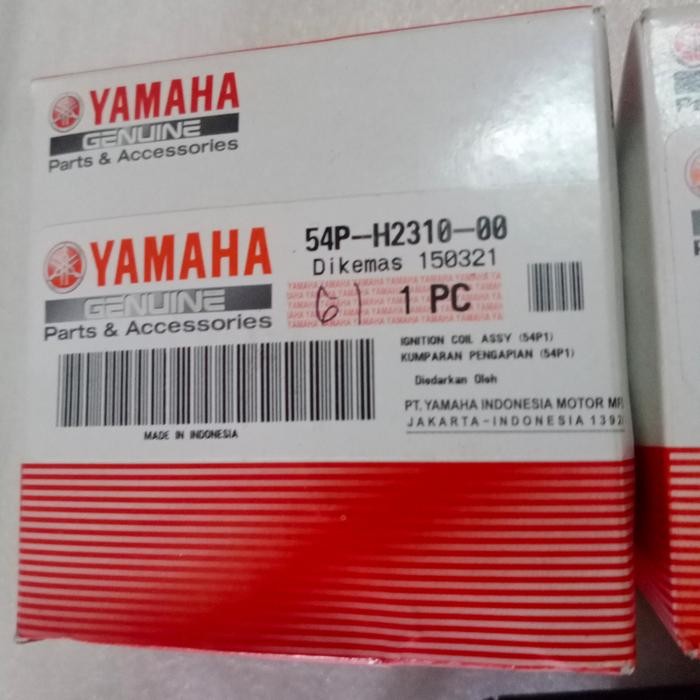 YAMAHA
GENUINE
Parts & Accessories
YAMAHA
GENUINE
Parts & Accessories
54P-H2310-00
Dikemas 150321
1 PC
IGNITION COIL ASSY (54P1)
KUMPARAN PENGAPIAN (54P1)
Diedarkan Oleh
PT. YAMAHA INDONESIA MOTOR MF
JAKARTA-INDONESIA 1392
MADE IN INDONESIA